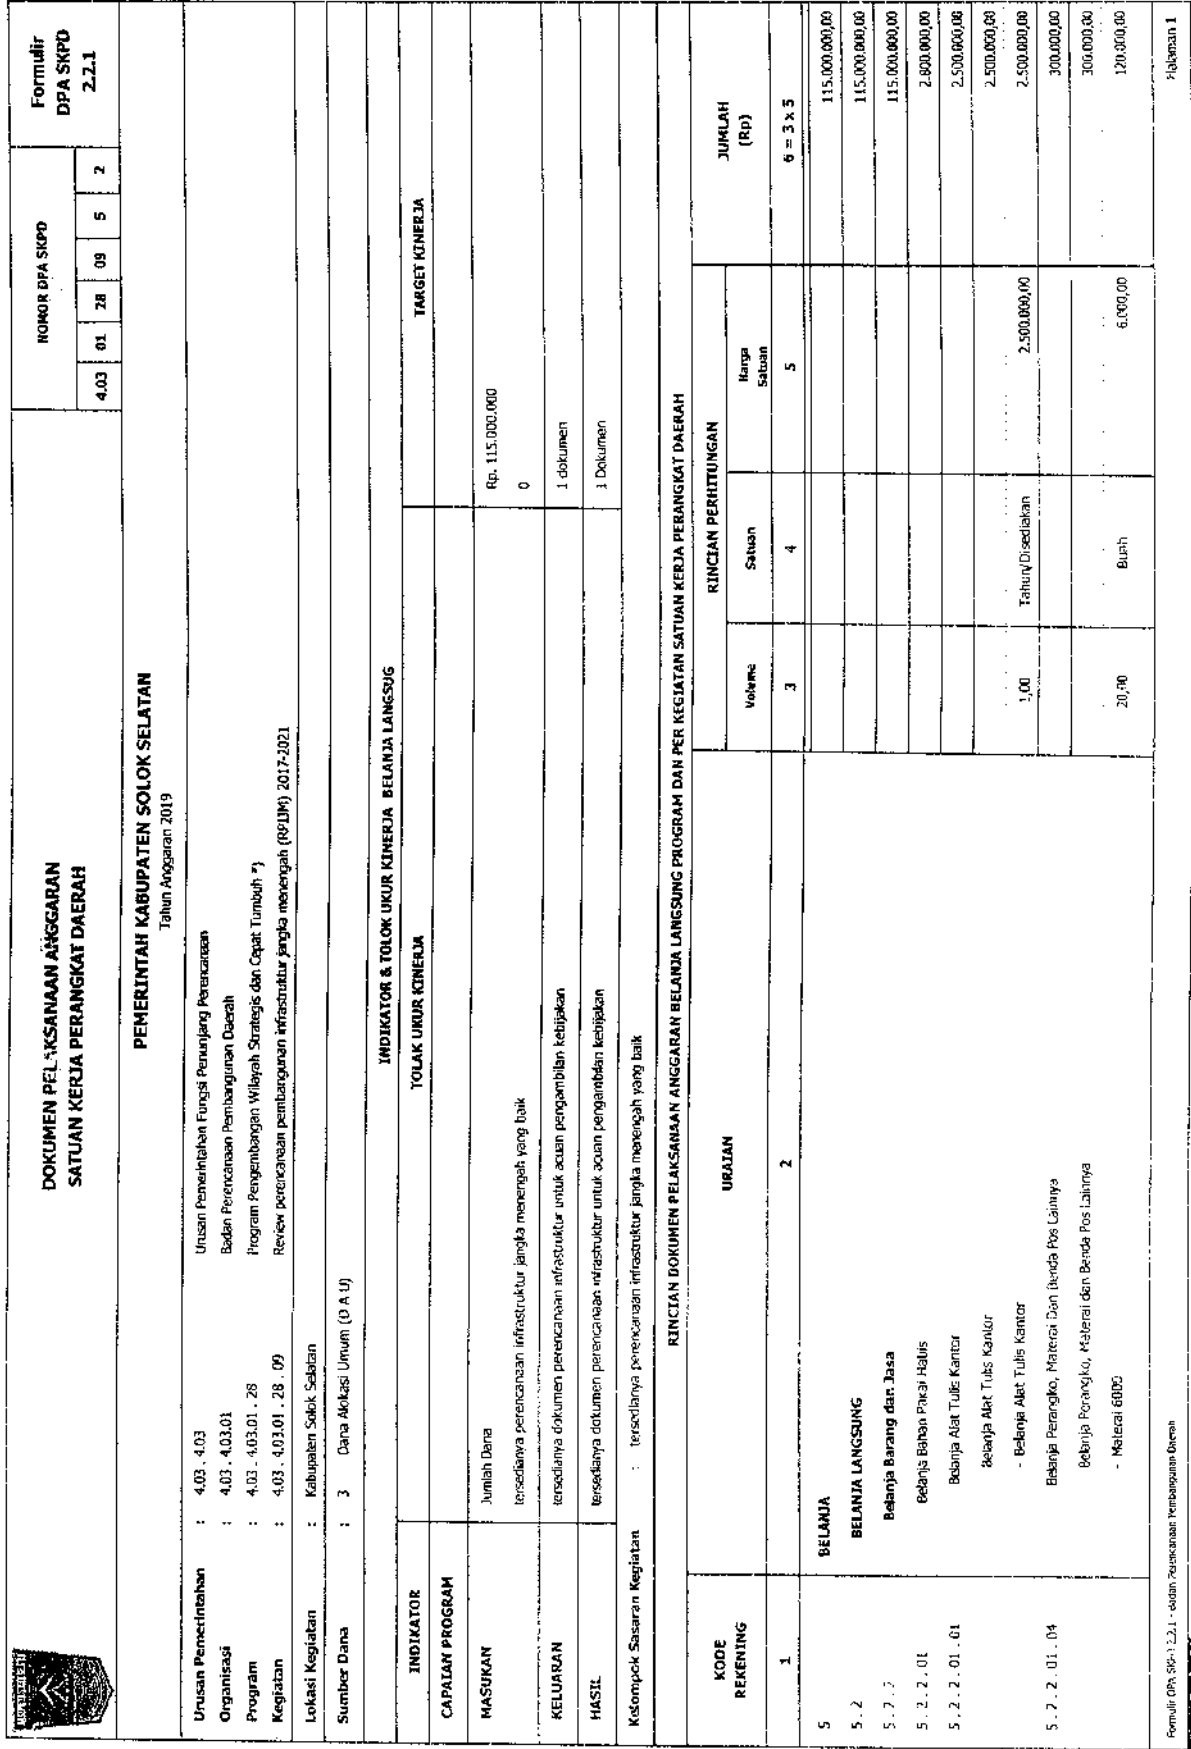 DOKUMEN PELAKSANAAN ANGGARAN
SATUAN KERJA PERANGKAT DAERAH
NOMOR DPA SKPD
4.03 01 28 09 5 2
Formulir
DPA SKPD
2.2.1
PEMERINTAH KABUPATEN SOLOK SELATAN
Tahun Anggaran 2019
Urusan Pemerintahan : 4.03 . 4.03 Urusan Pemerintahan Fungsi Penunjang Perencanaan
Organisasi : 4.03 . 4.03.01 Badan Perencanaan Pembangunan Daerah
Program : 4.03 . 4.03.01 . 28 Program Pengembangan Wilayah Strategis dan Cepat Tumbuh *)
Kegiatan : 4.03 . 4.03.01 . 28 . 09 Review perencanaan pembangunan infrastruktur jangka menengah (RPIJM) 2017-2021
Lokasi Kegiatan : Kabupaten Solok Selatan
Sumber Dana : 3 Dana Alokasi Umum (D A U)
INDIKATOR & TOLOK UKUR KINERJA BELANJA LANGSUG
INDIKATOR TOLAK UKUR KINERJA TARGET KINERJA
CAPAIAN PROGRAM
MASUKAN Jumlah Dana Rp. 115.000.000
tersedianya perencanaan infrastruktur jangka menengah yang baik 0
KELUARAN tersedianya dokumen perencanaan infrastruktur untuk acuan pengambilan kebijakan 1 dokumen
HASIL tersedianya dokumen perencanaan infrastruktur untuk acuan pengambilan kebijakan 1 Dokumen
Kelompok Sasaran Kegiatan : tersedianya perencanaan infrastruktur jangka menengah yang baik
RINCIAN DOKUMEN PELAKSANAAN ANGGARAN BELANJA LANGSUNG PROGRAM DAN PER KEGIATAN SATUAN KERJA PERANGKAT DAERAH
KODE
REKENING
URAIAN
RINCIAN PERHITUNGAN
Volume Satuan Harga
Satuan
JUMLAH
(Rp)
1 2 3 4 5 6 = 3 x 5
5 BELANJA 115.000.000,00
5 . 2 BELANJA LANGSUNG 115.000.000,00
5 . 2 . 2 Belanja Barang dan Jasa 115.000.000,00
5 . 2 . 2 . 01 Belanja Bahan Pakai Habis 2.800.000,00
5 . 2 . 2 . 01 . 01 Belanja Alat Tulis Kantor 2.500.000,00
Belanja Alat Tulis Kantor 2.500.000,00
- Belanja Alat Tulis Kantor 1,00 Tahun/Disediakan 2.500.000,00 2.500.000,00
5 . 2 . 2 . 01 . 04 Belanja Perangko, Materai Dan Benda Pos Lainnya 300.000,00
Belanja Perangko, Materai dan Benda Pos Lainnya 300.000,00
- Materai 6000 20,00 Buah 6.000,00 120.000,00
Formulir DPA SKPD 2.2.1 - Badan Perencanaan Pembangunan Daerah
Halaman 1